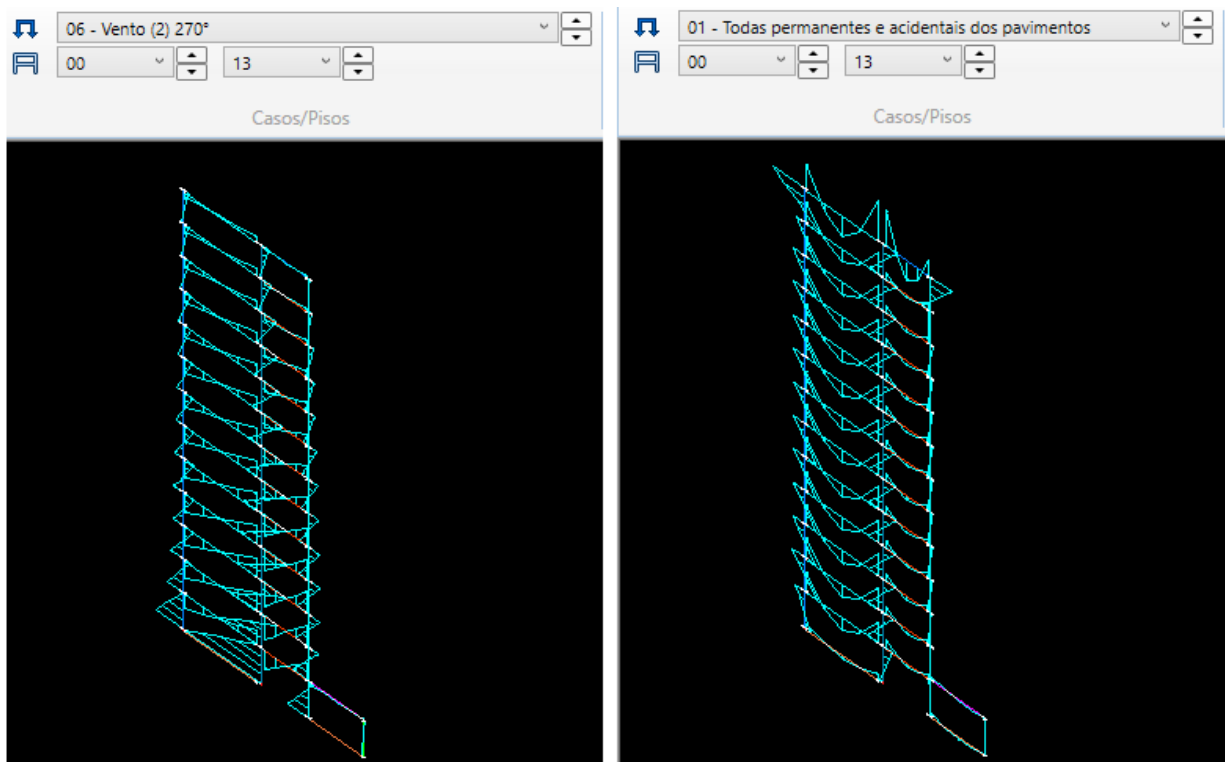 06 - Vento (2) 270°
00 13
Casos/Pisos
01 - Todas permanentes e acidentais dos pavimentos
00 13
Casos/Pisos